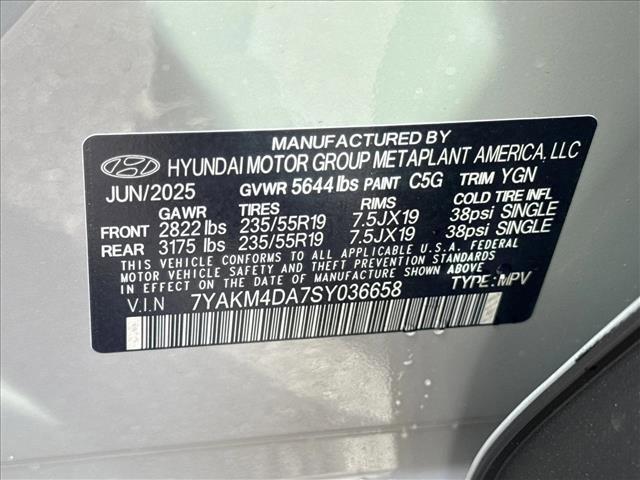 MANUFACTURED BY
HYUNDAI MOTOR GROUP METAPLANT AMERICA, LLC
JUN/2025 GVWR 5644 lbs PAINT C5G TRIM YGN
GAWR TIRES RIMS COLD TIRE INFL
FRONT 2822 lbs 235/55R19 7.5JX19 38psi SINGLE
REAR 3175 lbs 235/55R19 7.5JX19 38psi SINGLE
THIS VEHICLE CONFORMS TO ALL APPLICABLE U.S.A. FEDERAL
MOTOR VEHICLE SAFETY, BUMPER, AND THEFT PREVENTION STANDARDS
IN EFFECT ON THE DATE OF MANUFACTURE SHOWN ABOVE.
V.I.N 7YAKM4DA7SY036658 TYPE: MPV